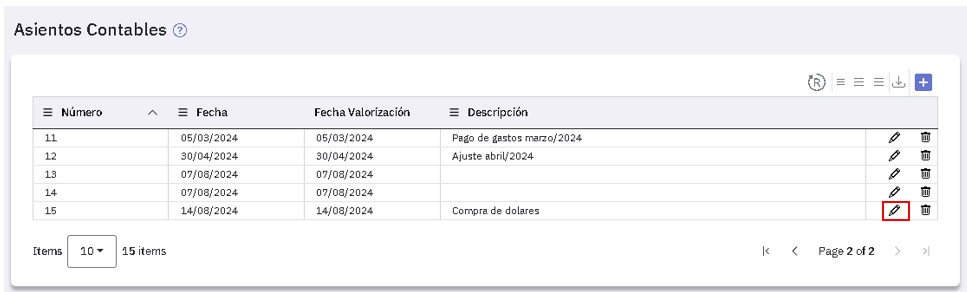 Asientos Contables ?
R
Número Fecha Fecha Valorización Descripción
11 05/03/2024 05/03/2024 Pago de gastos marzo/2024
12 30/04/2024 30/04/2024 Ajuste abril/2024
13 07/08/2024 07/08/2024
14 07/08/2024 07/08/2024
15 14/08/2024 14/08/2024 Compra de dolares
Items 10 15 items Page 2 of 2